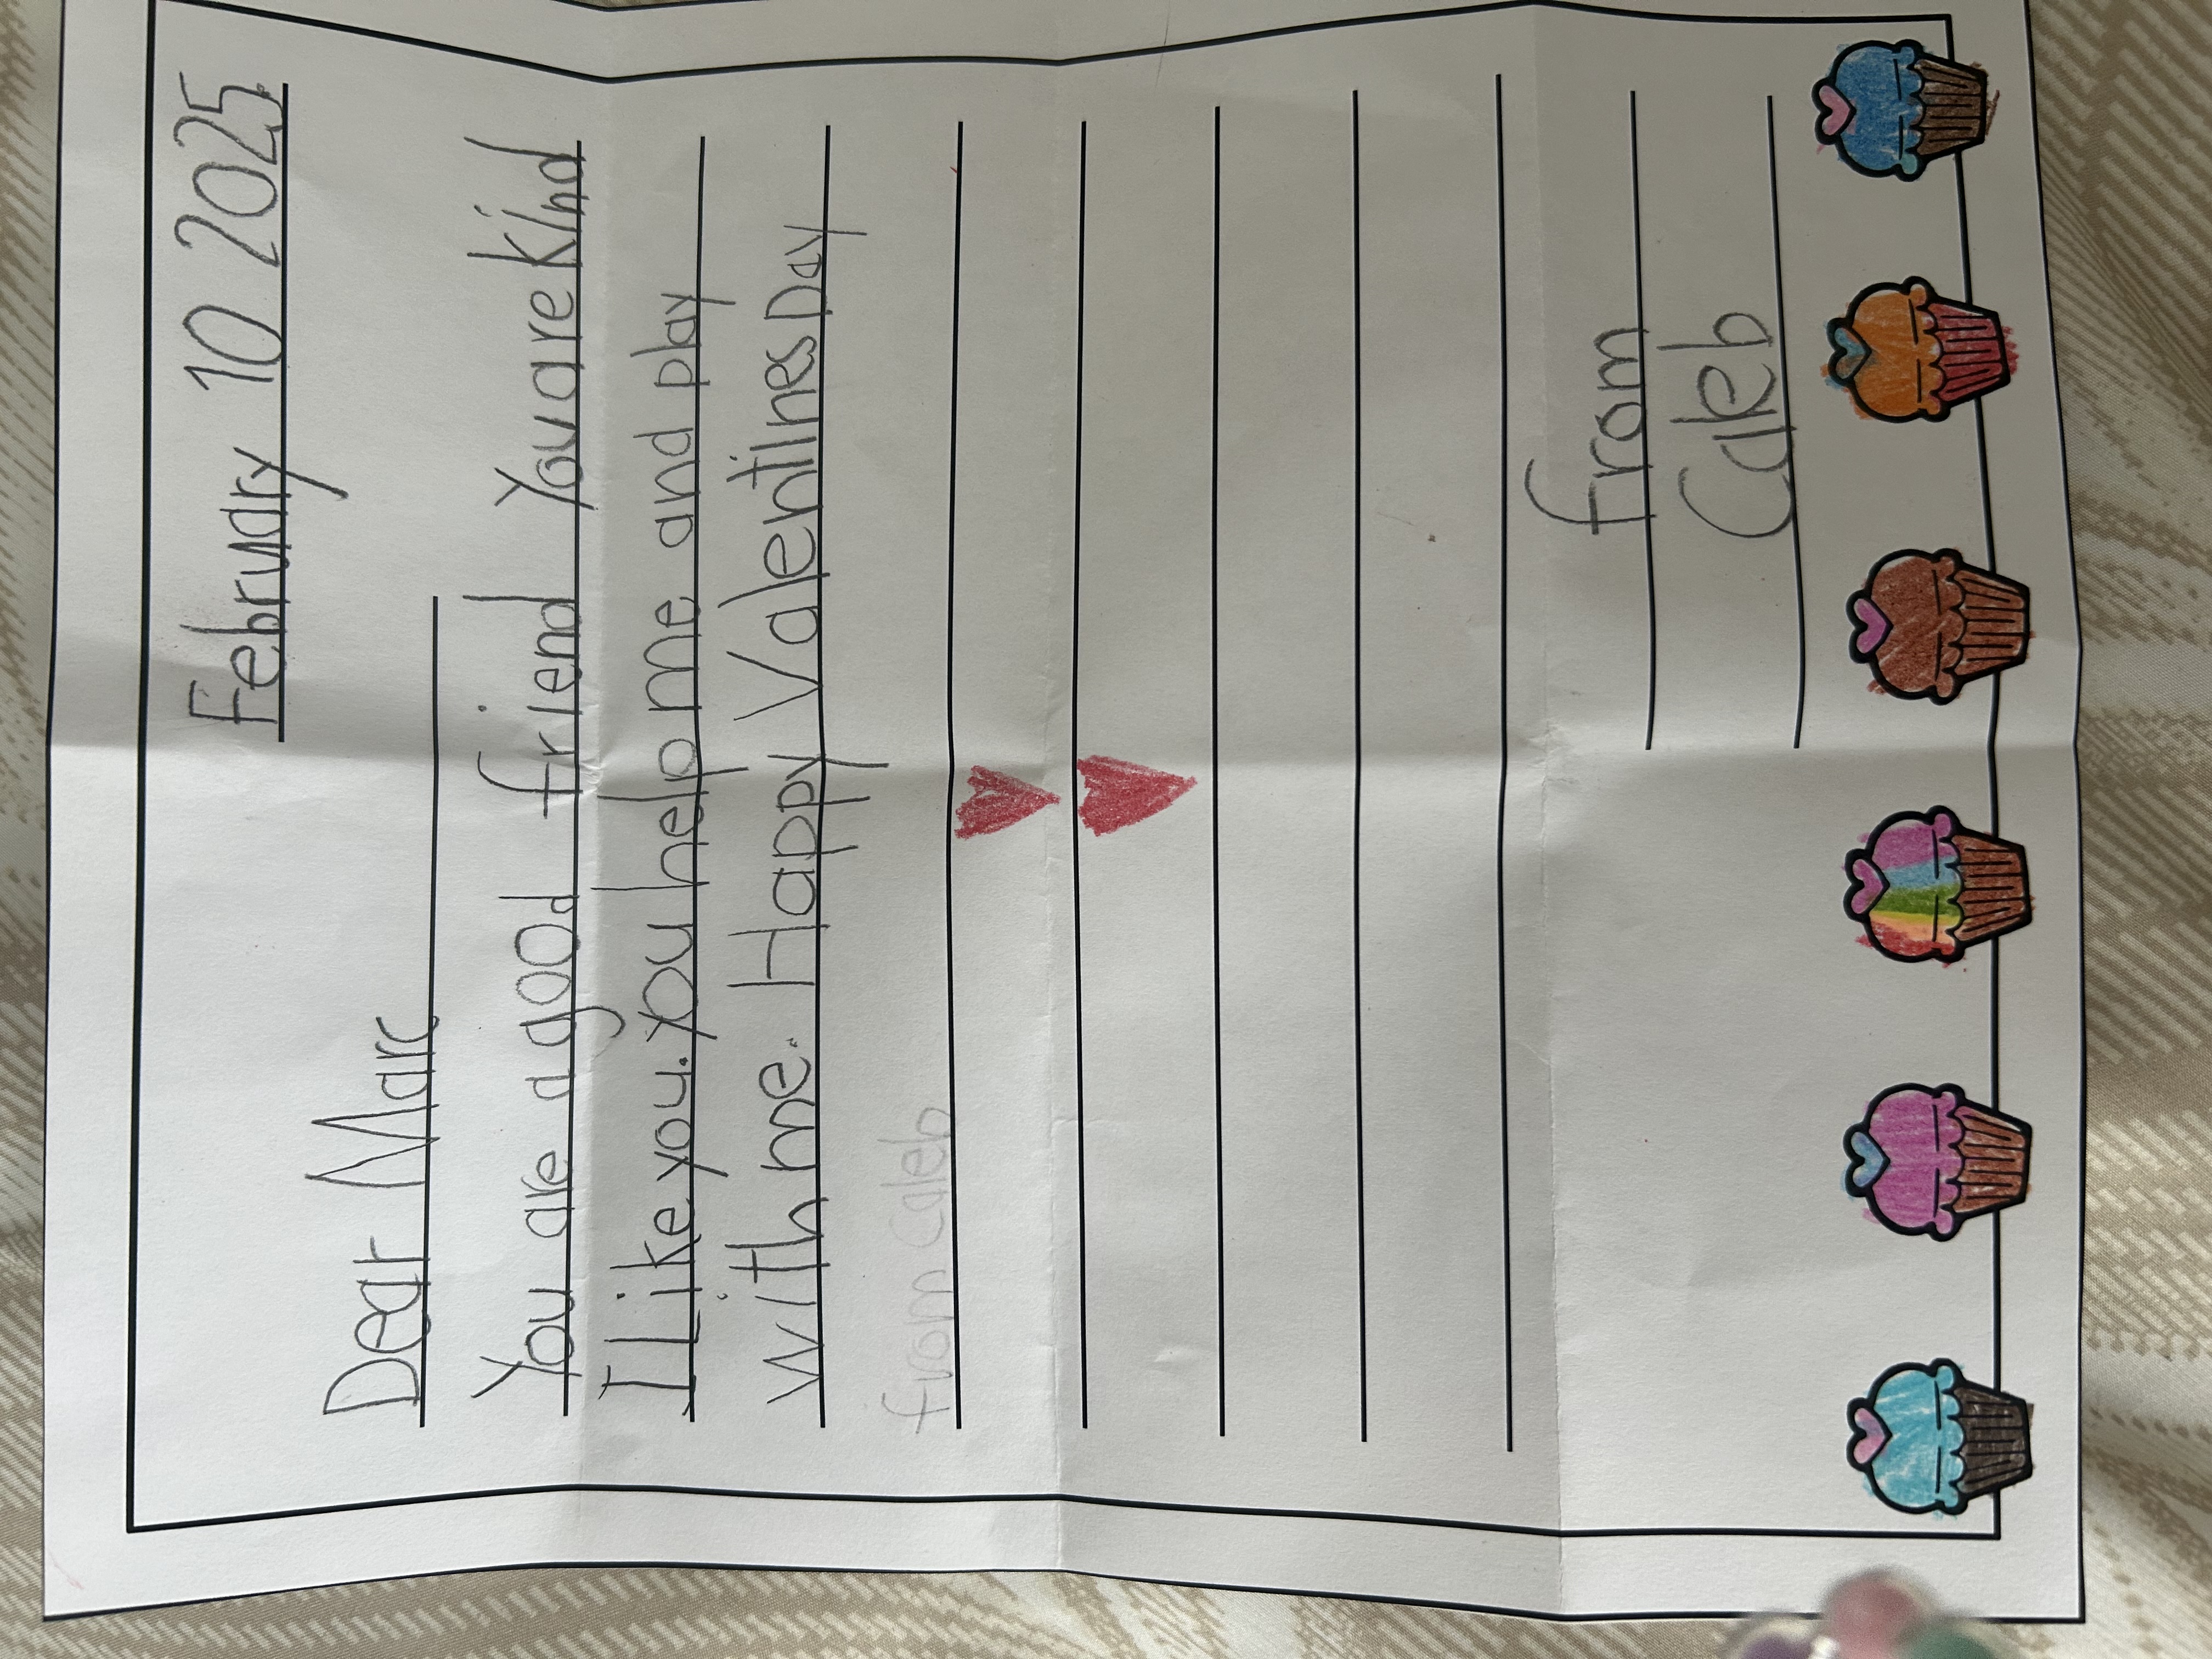 February 10 2025
Dear Marc
You are a good friend You are kind
I Like you. you help me and play
with me. Happy Valentines Day
from Caleb
from
Caleb